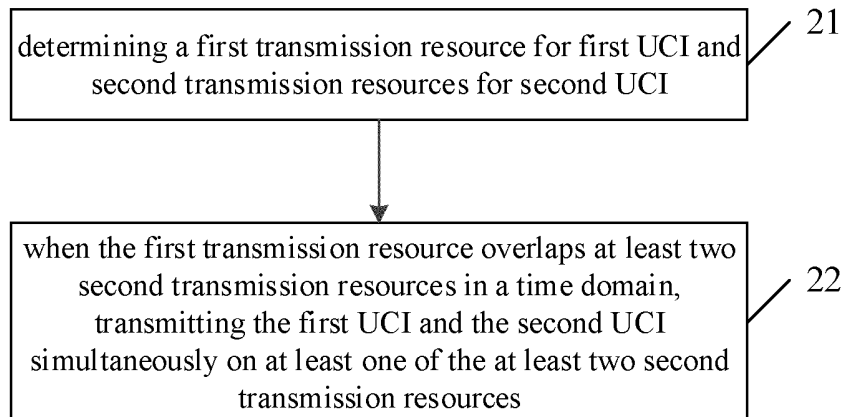 determining a first transmission resource for first UCI and
second transmission resources for second UCI
21
when the first transmission resource overlaps at least two
second transmission resources in a time domain,
transmitting the first UCI and the second UCI
simultaneously on at least one of the at least two second
transmission resources
22